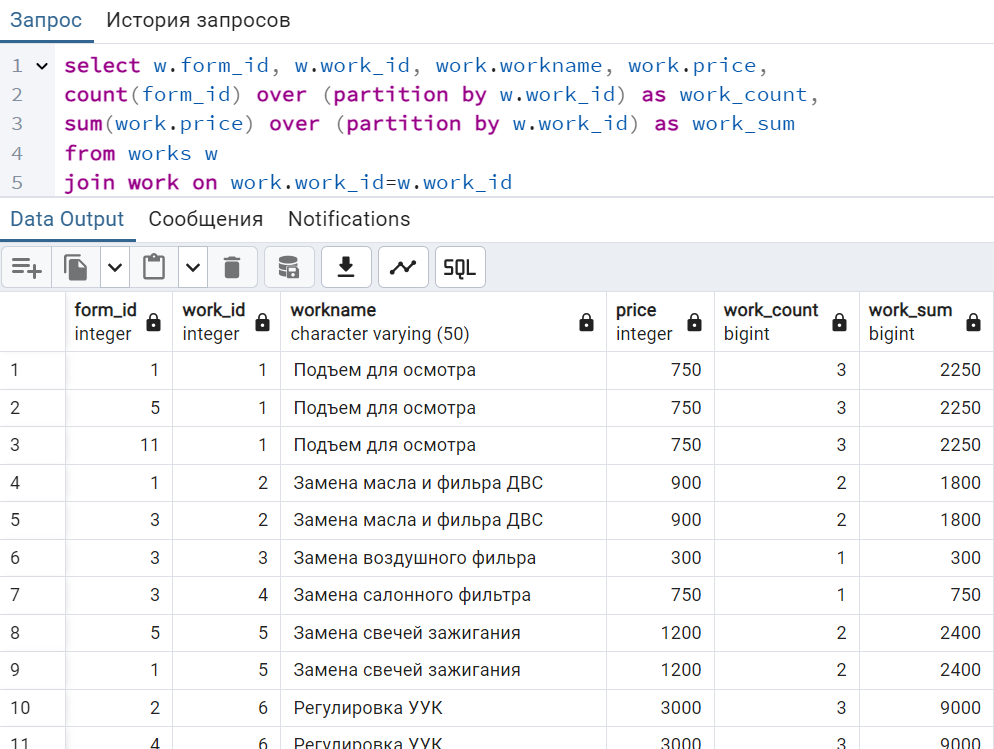 Запрос История запросов
1 select w.form_id, w.work_id, work.workname, work.price,
2 count(form_id) over (partition by w.work_id) as work_count,
3 sum(work.price) over (partition by w.work_id) as work_sum
4 from works w
5 join work on work.work_id=w.work_id
Data Output Сообщения Notifications
SQL
form_id work_id workname price work_count work_sum
integer integer character varying (50) integer bigint bigint
1 1 1 Подъем для осмотра 750 3 2250
2 5 1 Подъем для осмотра 750 3 2250
3 11 1 Подъем для осмотра 750 3 2250
4 1 2 Замена масла и фильра ДВС 900 2 1800
5 3 2 Замена масла и фильра ДВС 900 2 1800
6 3 3 Замена воздушного фильра 300 1 300
7 3 4 Замена салонного фильтра 750 1 750
8 5 5 Замена свечей зажигания 1200 2 2400
9 1 5 Замена свечей зажигания 1200 2 2400
10 2 6 Регулировка УУК 3000 3 9000
11 4 6 Регулировка УУК 3000 3 9000